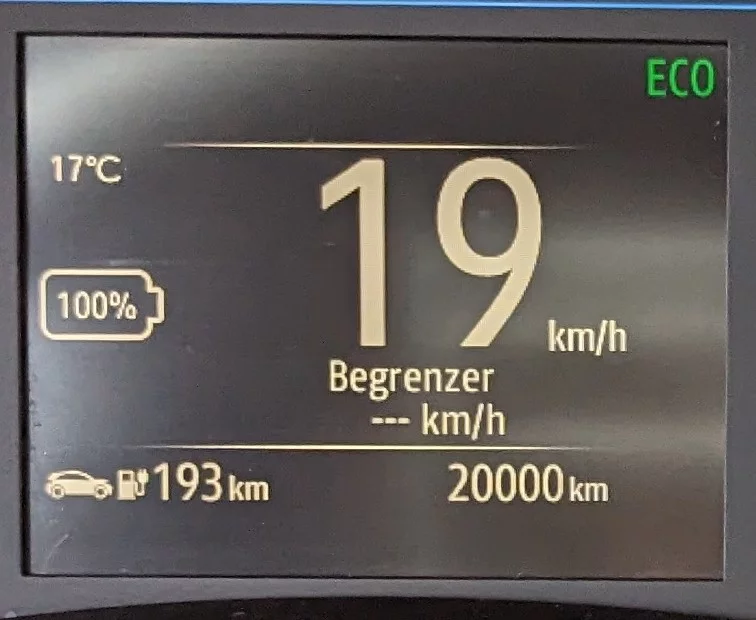 ECO
17°C
19 km/h
100%
Begrenzer
--- km/h
193 km 20000 km